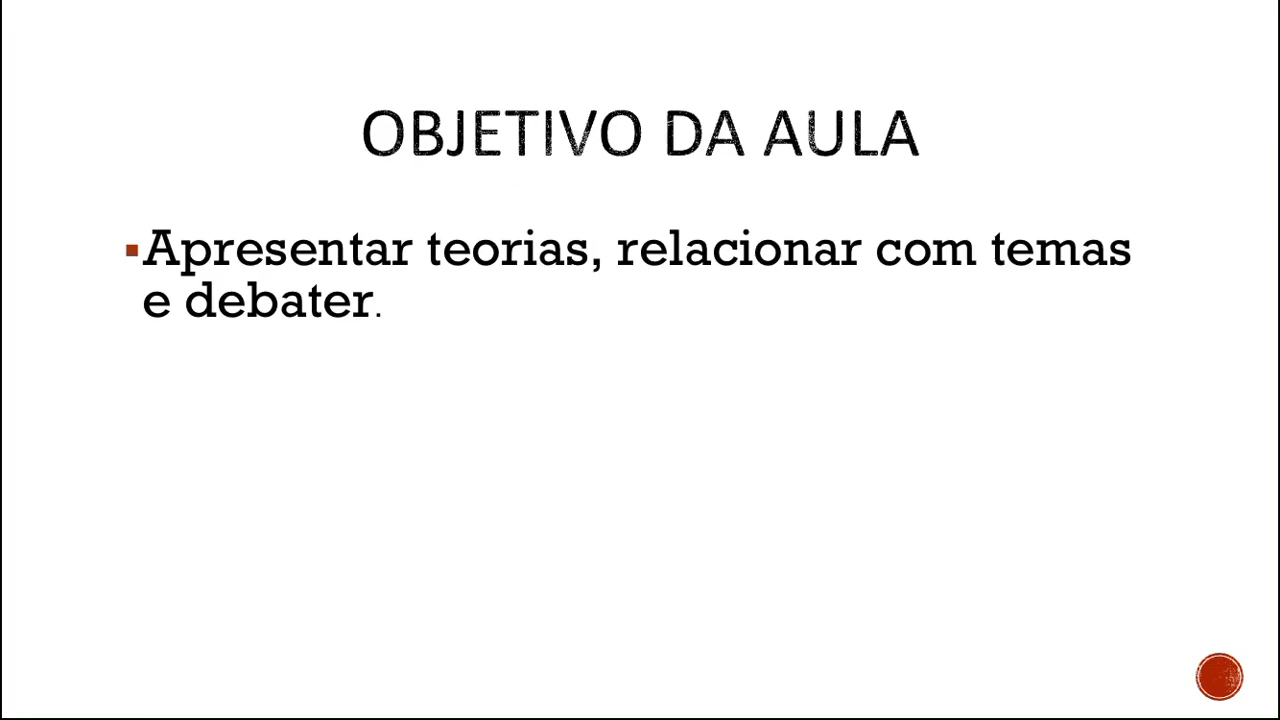 OBJETIVO DA AULA
▪Apresentar teorias, relacionar com temas
e debater.